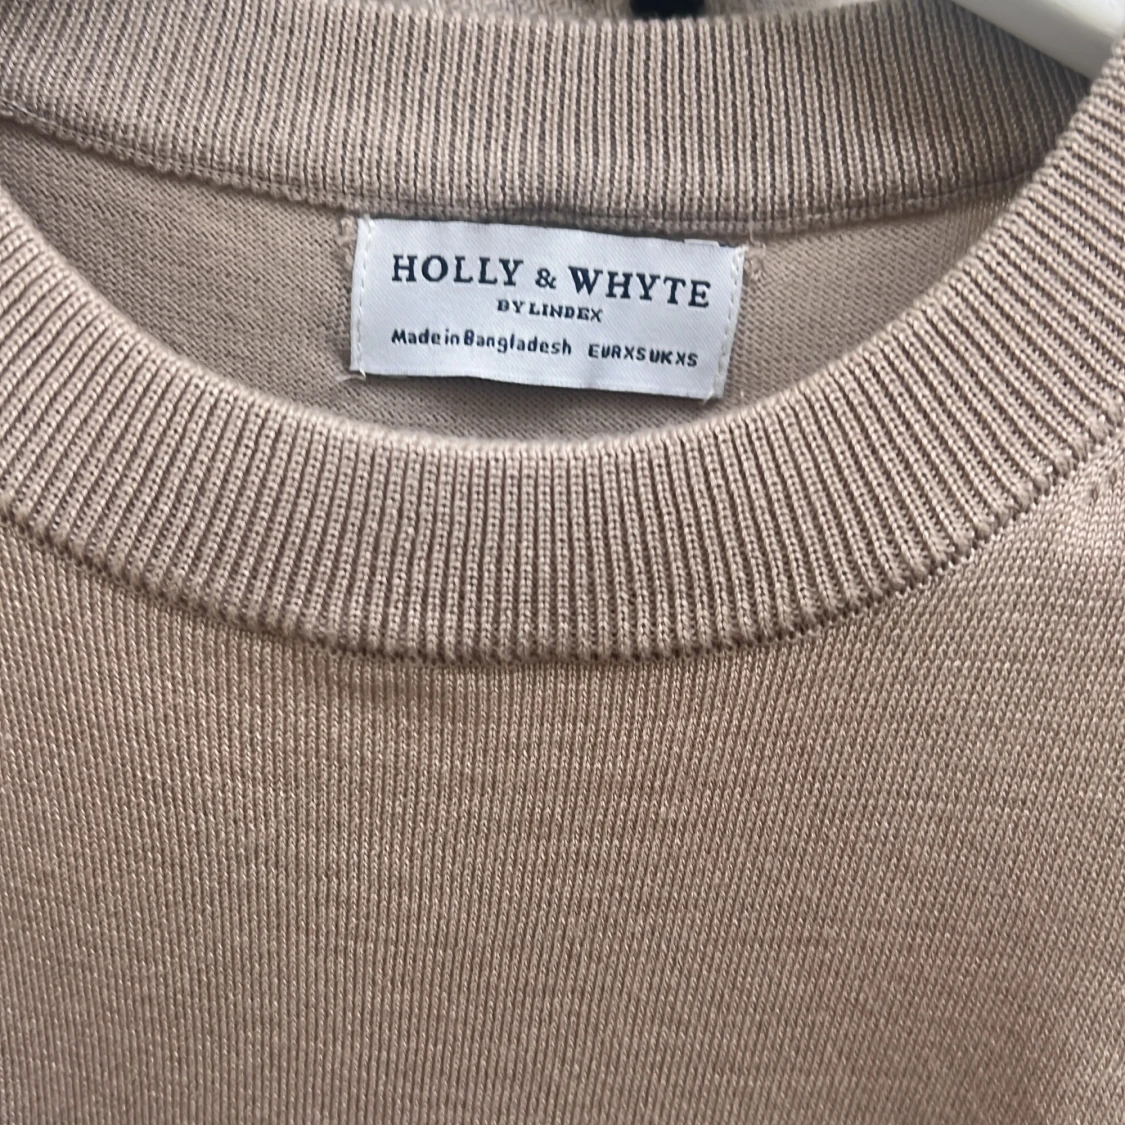 HOLLY & WHYTE
BY LINDEX
Made in Bangladesh EUR XS UK XS